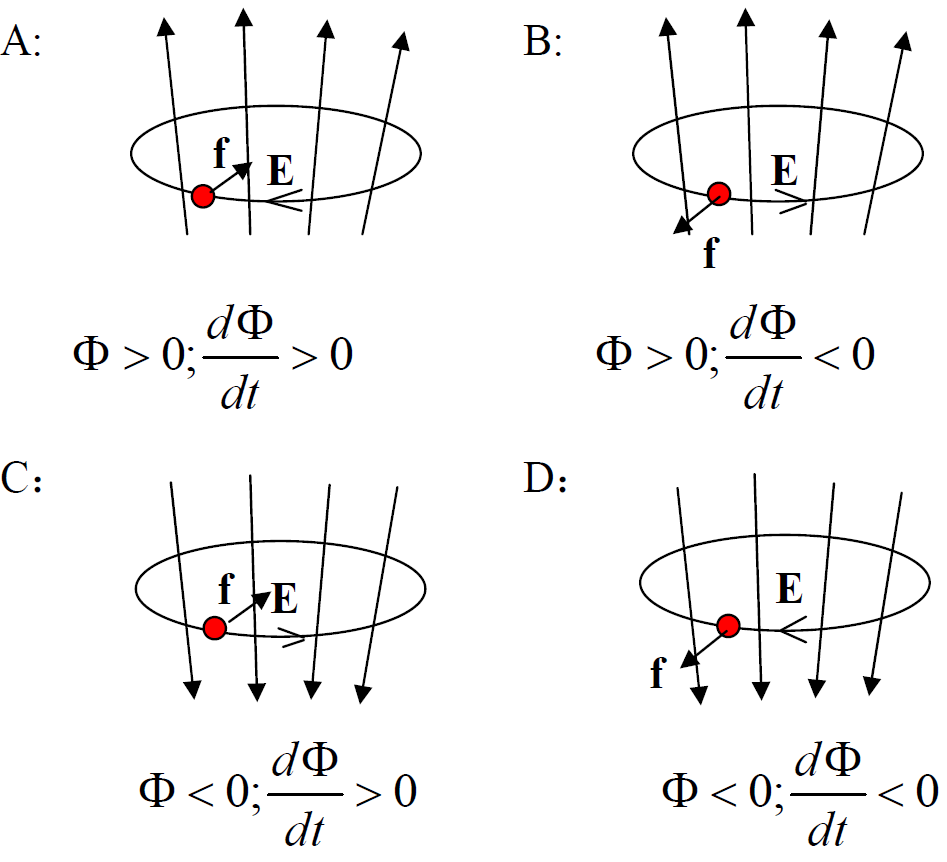 A:
B:
f
E
E
f
Φ > 0; dΦ/dt > 0
Φ > 0; dΦ/dt < 0
C：
D：
f
E
E
f
Φ < 0; dΦ/dt > 0
Φ < 0; dΦ/dt < 0